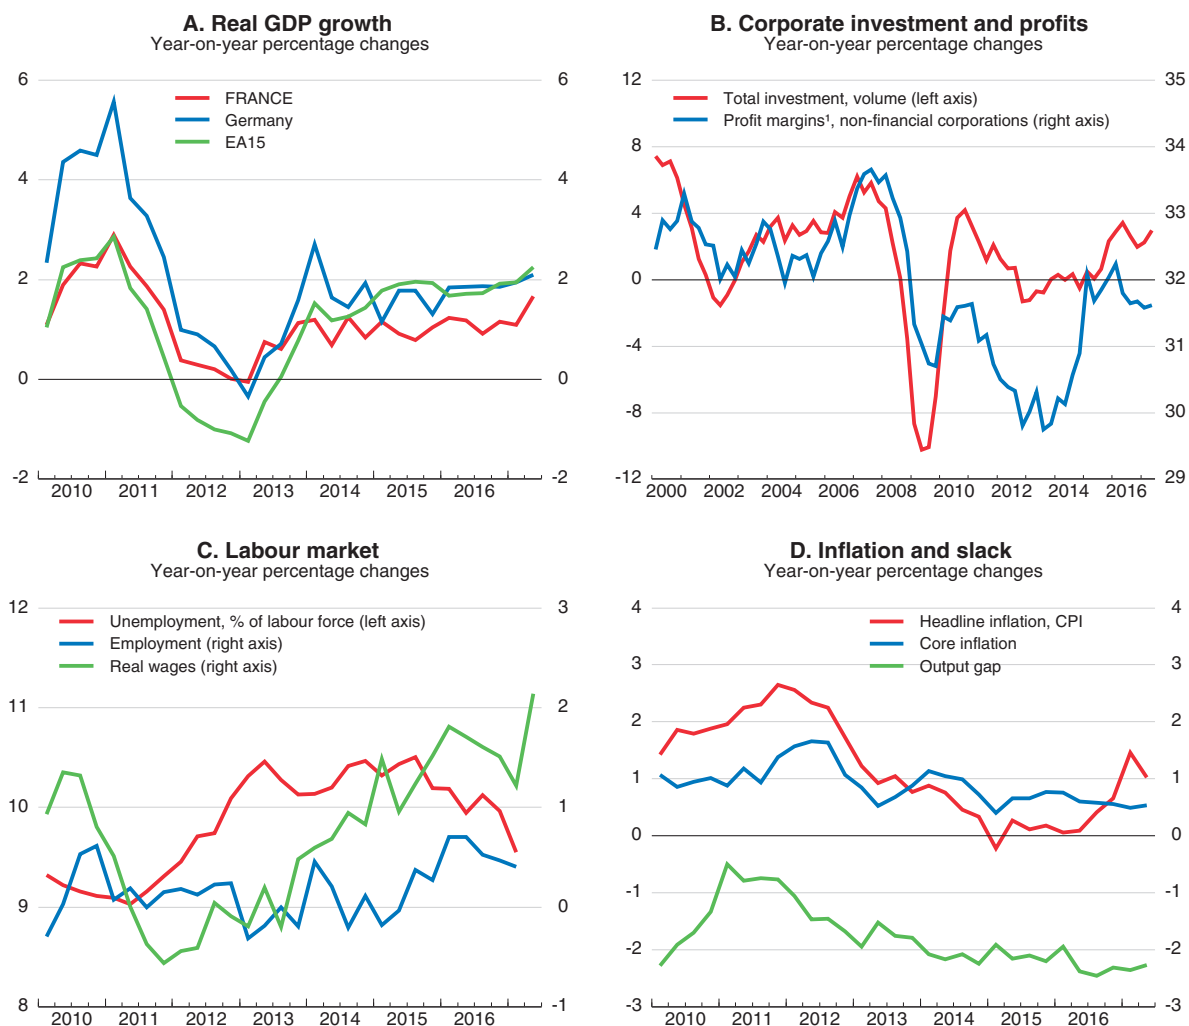 A. Real GDP growth
Year-on-year percentage changes
6
6
FRANCE
Germany
EA15
4
4
2
2
0
0
-2
-2
2010 2011 2012 2013 2014 2015 2016
B. Corporate investment and profits
Year-on-year percentage changes
12
35
Total investment, volume (left axis)
Profit margins¹, non-financial corporations (right axis)
8
34
4
33
0
32
-4
31
-8
30
-12
29
2000 2002 2004 2006 2008 2010 2012 2014 2016
C. Labour market
Year-on-year percentage changes
12
3
Unemployment, % of labour force (left axis)
Employment (right axis)
Real wages (right axis)
11
2
10
1
9
0
8
-1
2010 2011 2012 2013 2014 2015 2016
D. Inflation and slack
Year-on-year percentage changes
4
4
Headline inflation, CPI
Core inflation
Output gap
3
3
2
2
1
1
0
0
-1
-1
-2
-2
-3
-3
2010 2011 2012 2013 2014 2015 2016